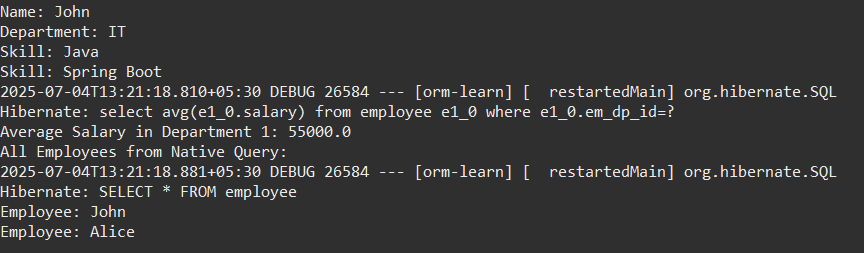 Name: John
Department: IT
Skill: Java
Skill: Spring Boot
2025-07-04T13:21:18.810+05:30 DEBUG 26584 --- [orm-learn] [  restartedMain] org.hibernate.SQL
Hibernate: select avg(e1_0.salary) from employee e1_0 where e1_0.em_dp_id=?
Average Salary in Department 1: 55000.0
All Employees from Native Query:
2025-07-04T13:21:18.881+05:30 DEBUG 26584 --- [orm-learn] [  restartedMain] org.hibernate.SQL
Hibernate: SELECT * FROM employee
Employee: John
Employee: Alice